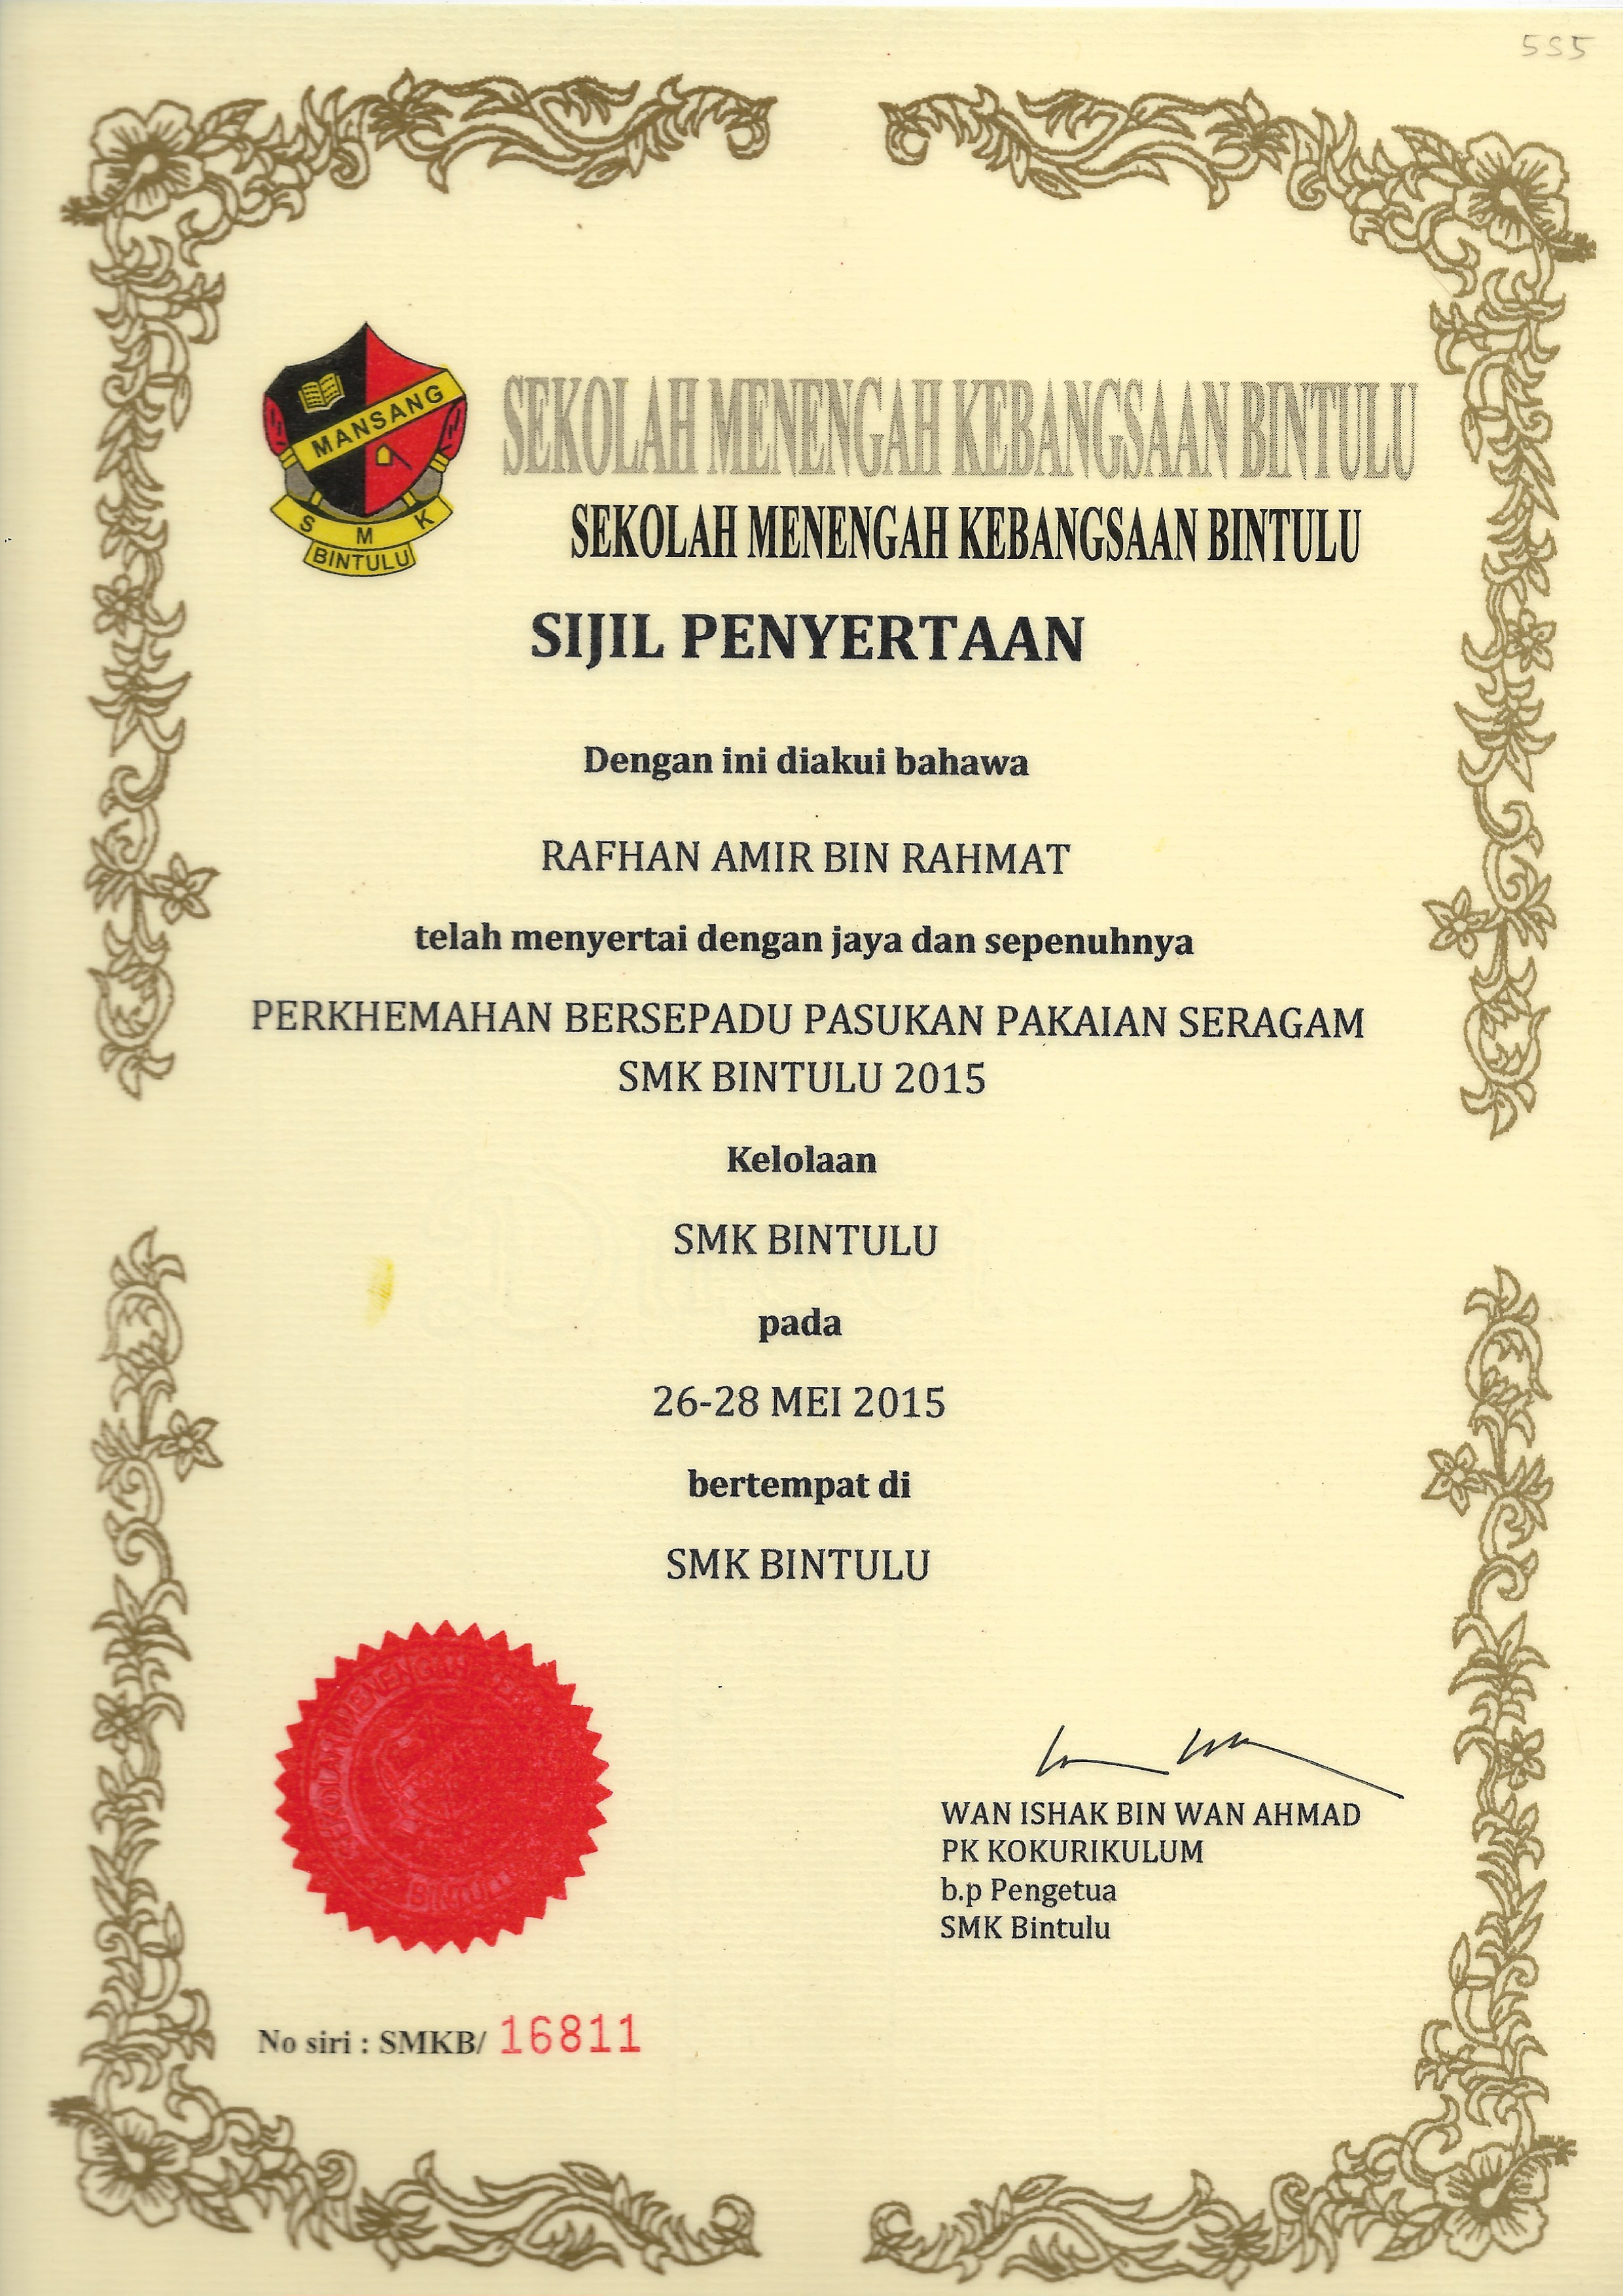 5S5
MANSANG
S M K
BINTULU
SEKOLAH MENENGAH KEBANGSAAN BINTULU
SEKOLAH MENENGAH KEBANGSAAN BINTULU
SIJIL PENYERTAAN
Dengan ini diakui bahawa
RAFHAN AMIR BIN RAHMAT
telah menyertai dengan jaya dan sepenuhnya
PERKHEMAHAN BERSEPADU PASUKAN PAKAIAN SERAGAM
SMK BINTULU 2015
Kelolaan
SMK BINTULU
pada
26-28 MEI 2015
bertempat di
SMK BINTULU
SEKOLAH MENENGAH
BINTULU
WAN ISHAK BIN WAN AHMAD
PK KOKURIKULUM
b.p Pengetua
SMK Bintulu
No siri : SMKB/ 16811